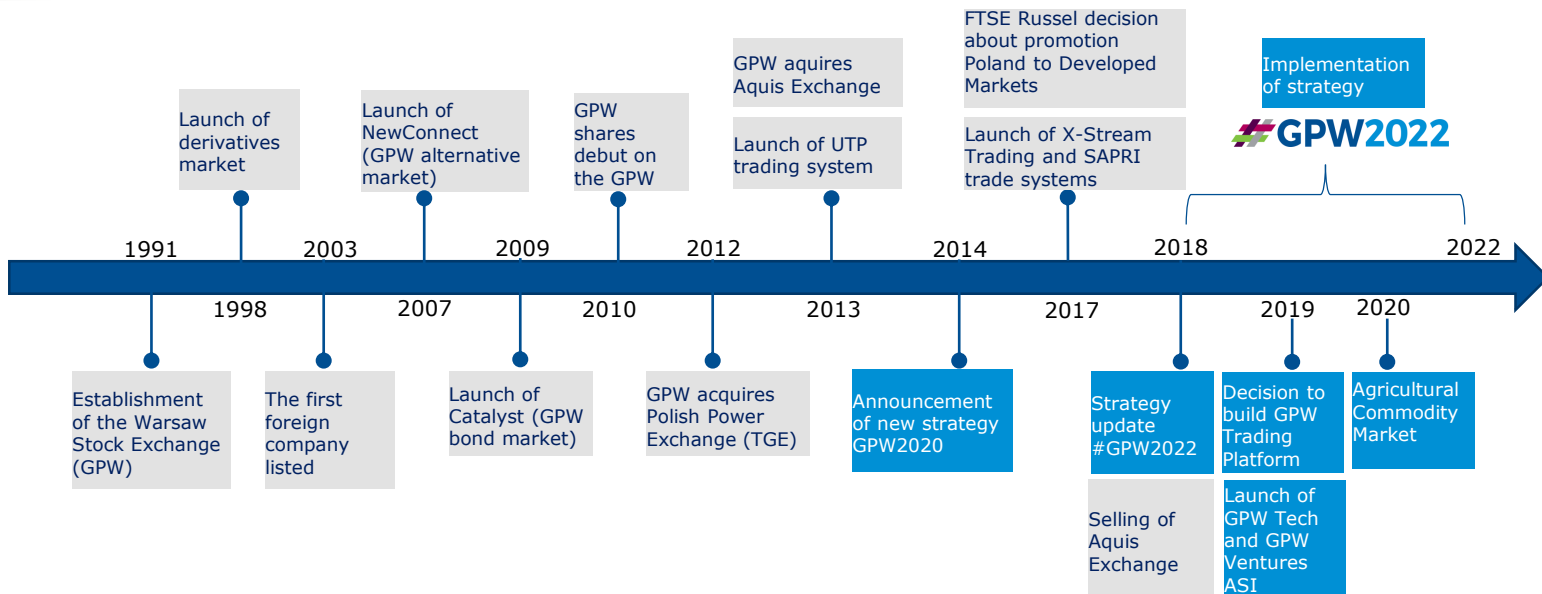 Launch of
derivatives
market
Launch of
NewConnect
(GPW alternative
market)
GPW
shares
debut on
the GPW
GPW aquires
Aquis Exchange
Launch of UTP
trading system
FTSE Russel decision
about promotion
Poland to Developed
Markets
Launch of X-Stream
Trading and SAPRI
trade systems
Implementation
of strategy
#GPW2022
1991
2003
2009
2012
2014
2018
2022
1998
2007
2010
2013
2017
2019
2020
Establishment
of the Warsaw
Stock Exchange
(GPW)
The first
foreign
company
listed
Launch of
Catalyst (GPW
bond market)
GPW acquires
Polish Power
Exchange (TGE)
Announcement
of new strategy
GPW2020
Strategy
update
#GPW2022
Selling of
Aquis
Exchange
Decision to
build GPW
Trading
Platform
Launch of
GPW Tech
and GPW
Ventures
ASI
Agricultural
Commodity
Market